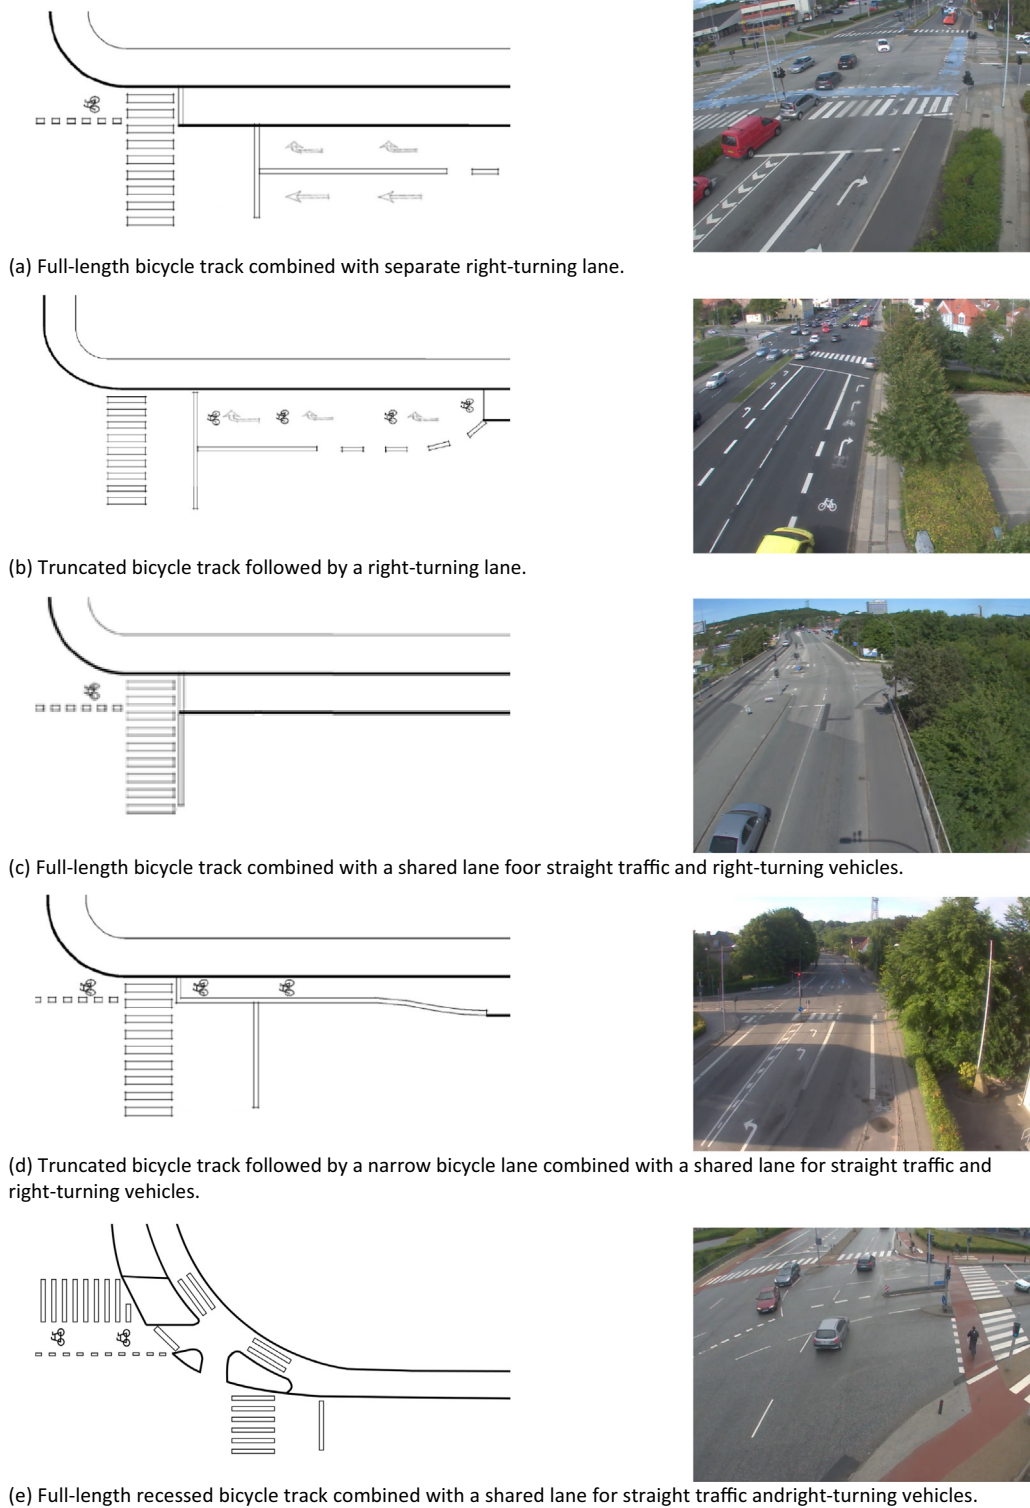 (a) Full-length bicycle track combined with separate right-turning lane.
(b) Truncated bicycle track followed by a right-turning lane.
(c) Full-length bicycle track combined with a shared lane foor straight traffic and right-turning vehicles.
(d) Truncated bicycle track followed by a narrow bicycle lane combined with a shared lane for straight traffic and
right-turning vehicles.
(e) Full-length recessed bicycle track combined with a shared lane for straight traffic andright-turning vehicles.